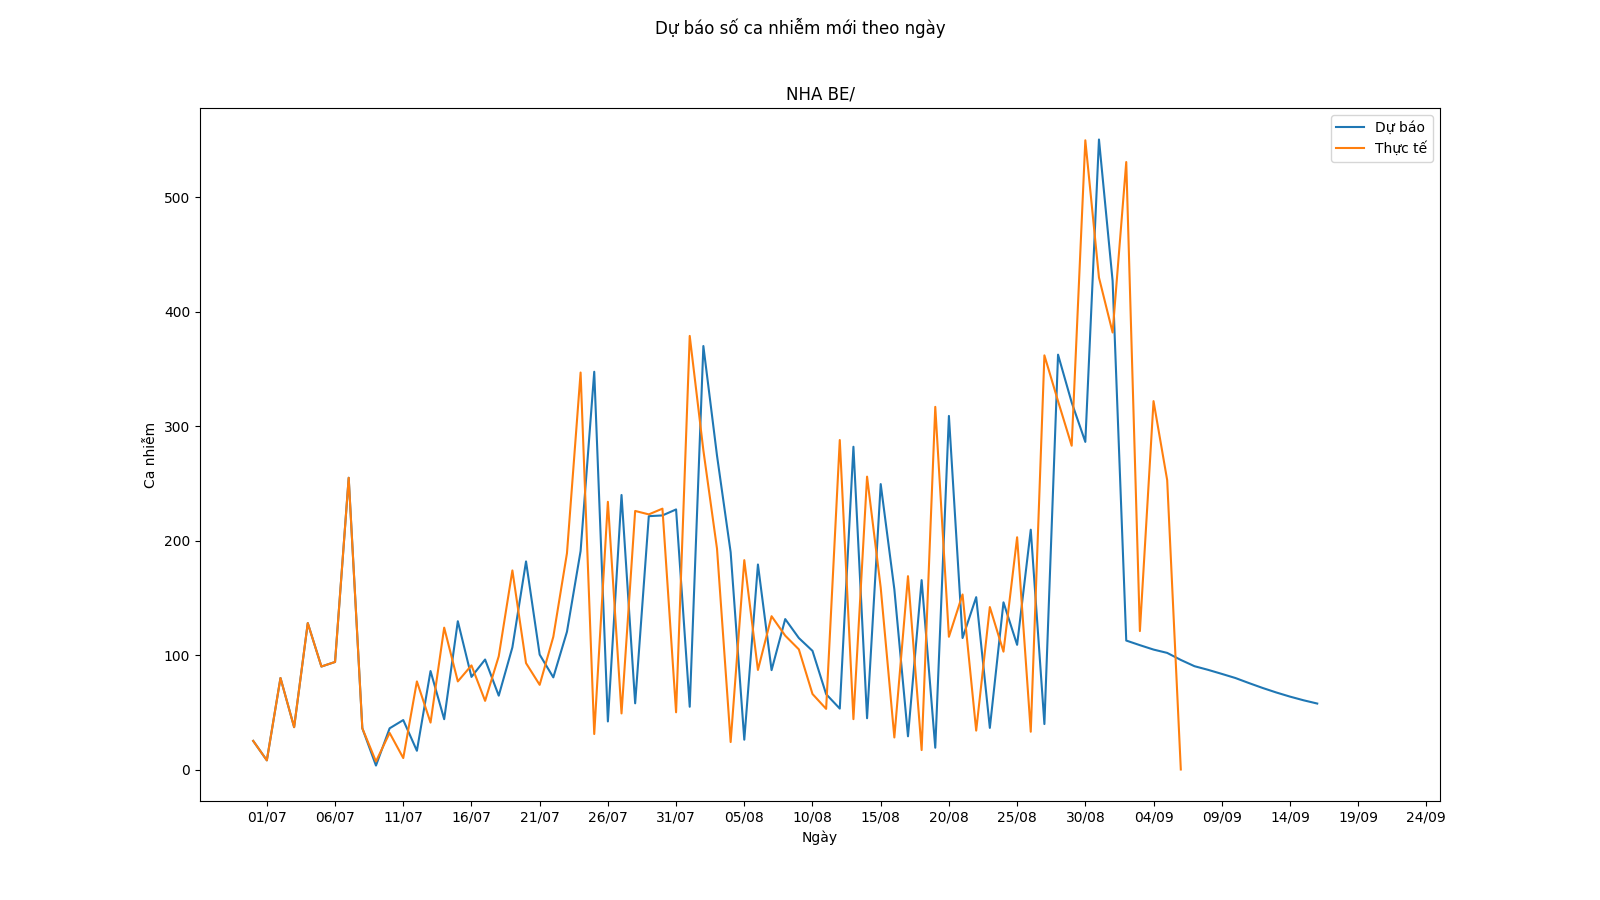 Dự báo số ca nhiễm mới theo ngày
NHA BE/
Dự báo
Thực tế
500
400
300
200
100
0
Ca nhiễm
01/07 06/07 11/07 16/07 21/07 26/07 31/07 05/08 10/08 15/08 20/08 25/08 30/08 04/09 09/09 14/09 19/09 24/09
Ngày